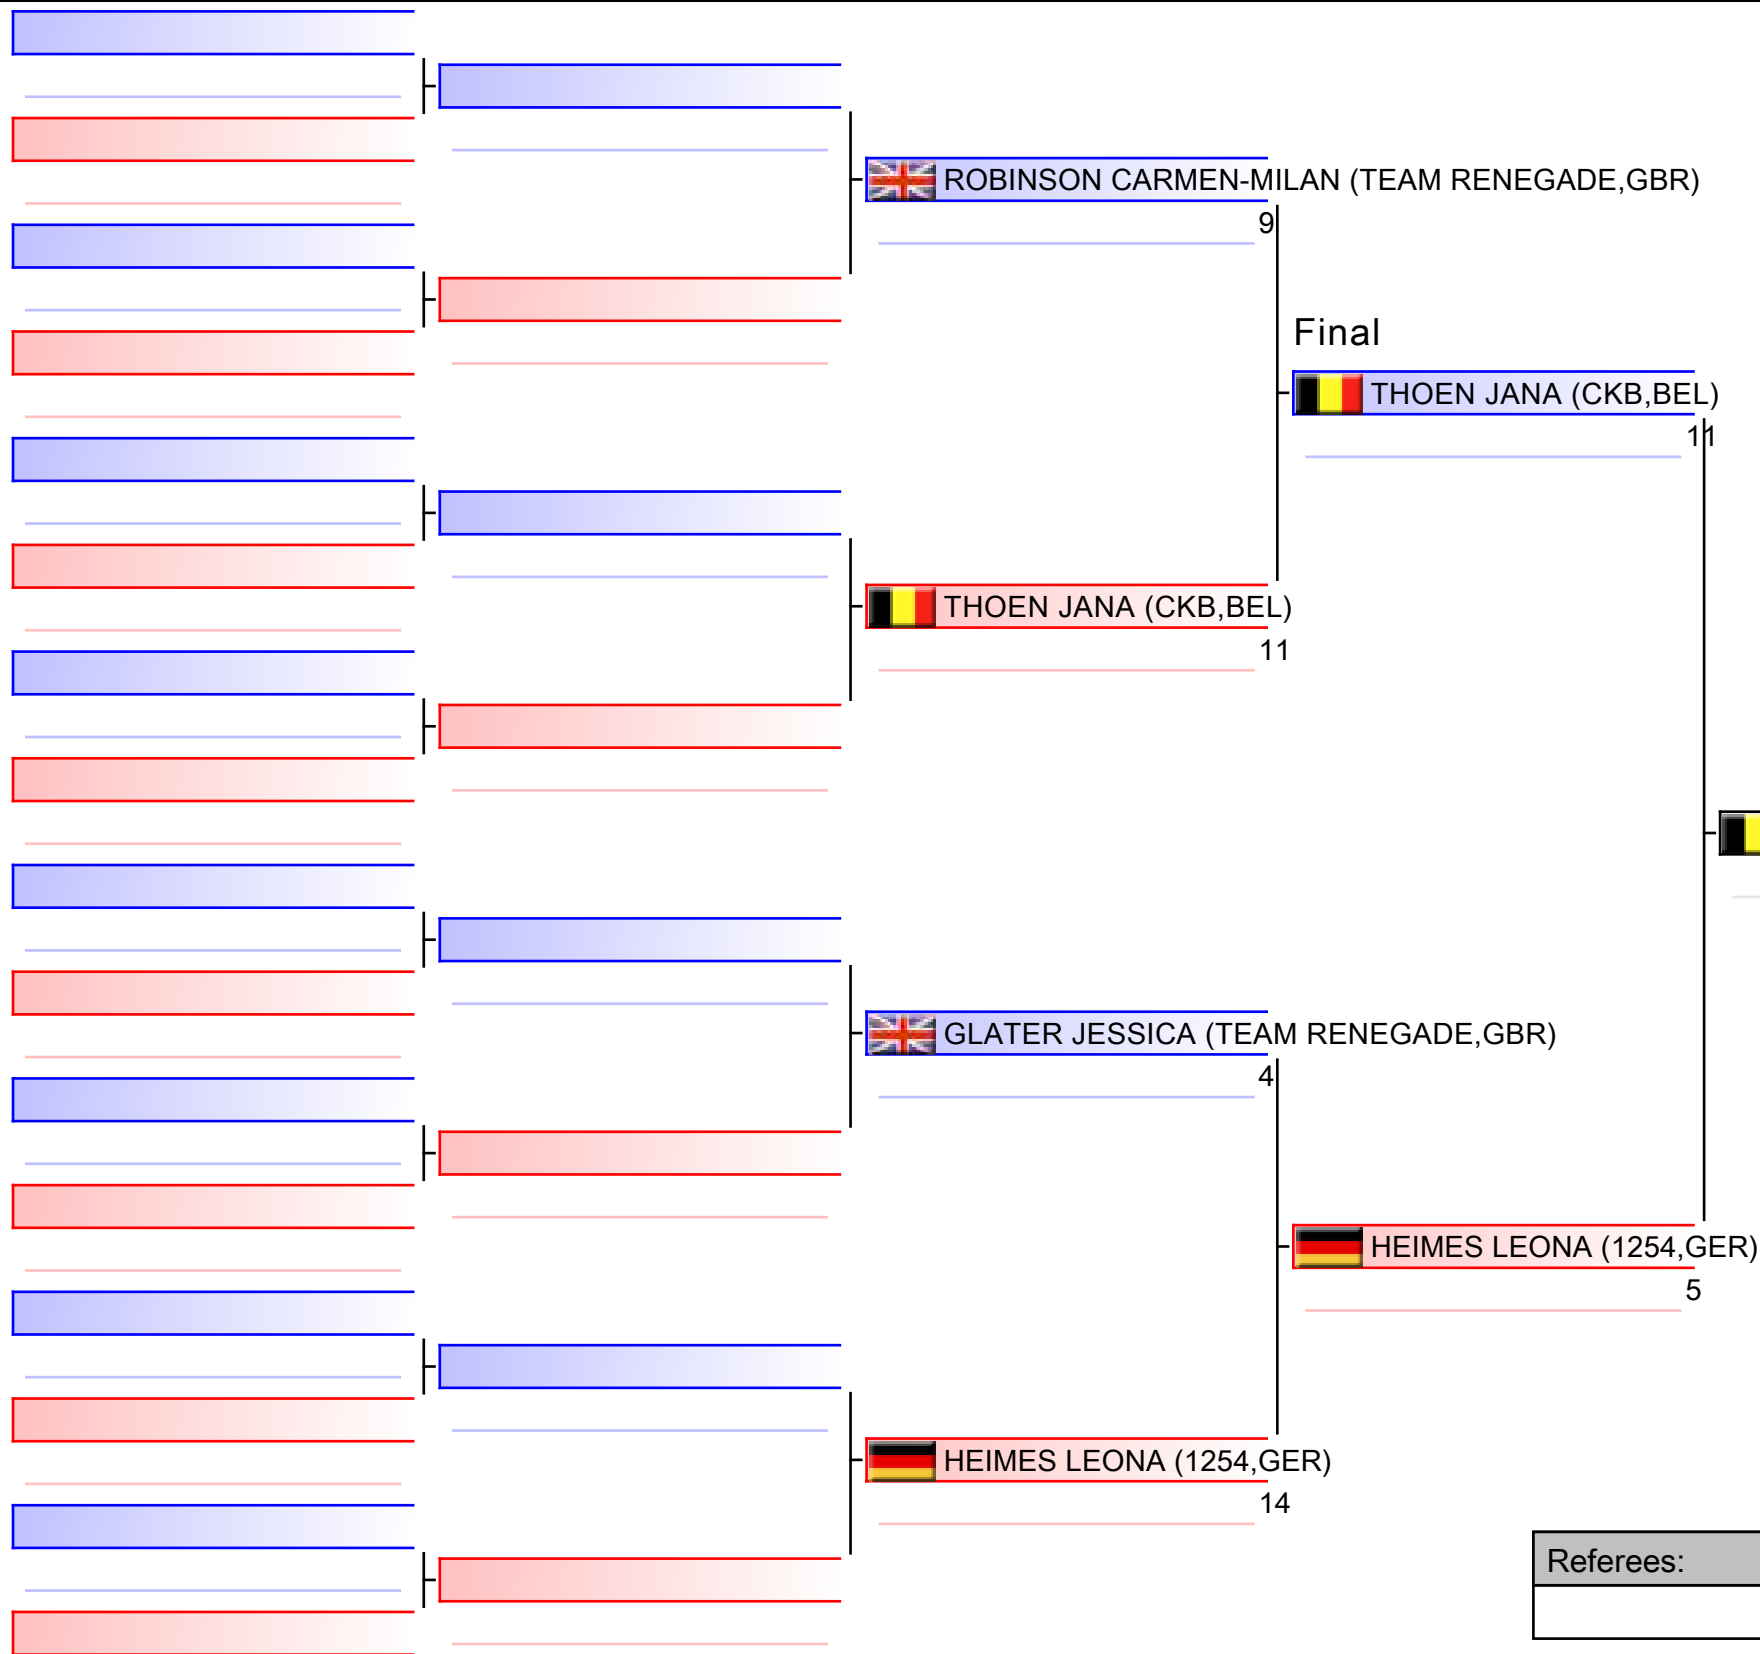 ROBINSON CARMEN-MILAN (TEAM RENEGADE,GBR)
9
Final
THOEN JANA (CKB,BEL)
11
THOEN JANA (CKB,BEL)
11
GLATER JESSICA (TEAM RENEGADE,GBR)
4
HEIMES LEONA (1254,GER)
5
HEIMES LEONA (1254,GER)
14
Referees: